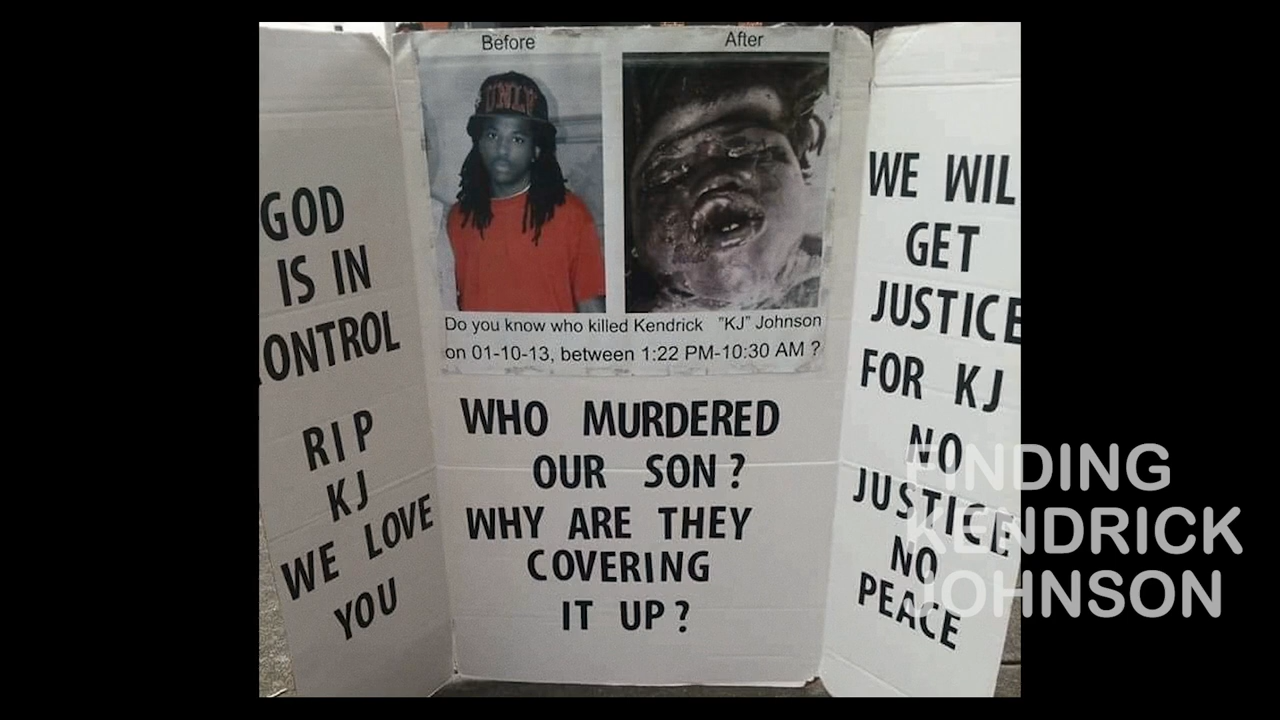 GOD
IS IN
ONTROL
RIP
KJ
WE LOVE
YOU
Before
After
UNLV
Do you know who killed Kendrick "KJ" Johnson
on 01-10-13, between 1:22 PM-10:30 AM ?
WHO MURDERED
OUR SON?
WHY ARE THEY
COVERING
IT UP?
WE WIL
GET
JUSTICE
FOR KJ
NO
JUSTICE
NO
PEACE
FINDING
KENDRICK
JOHNSON